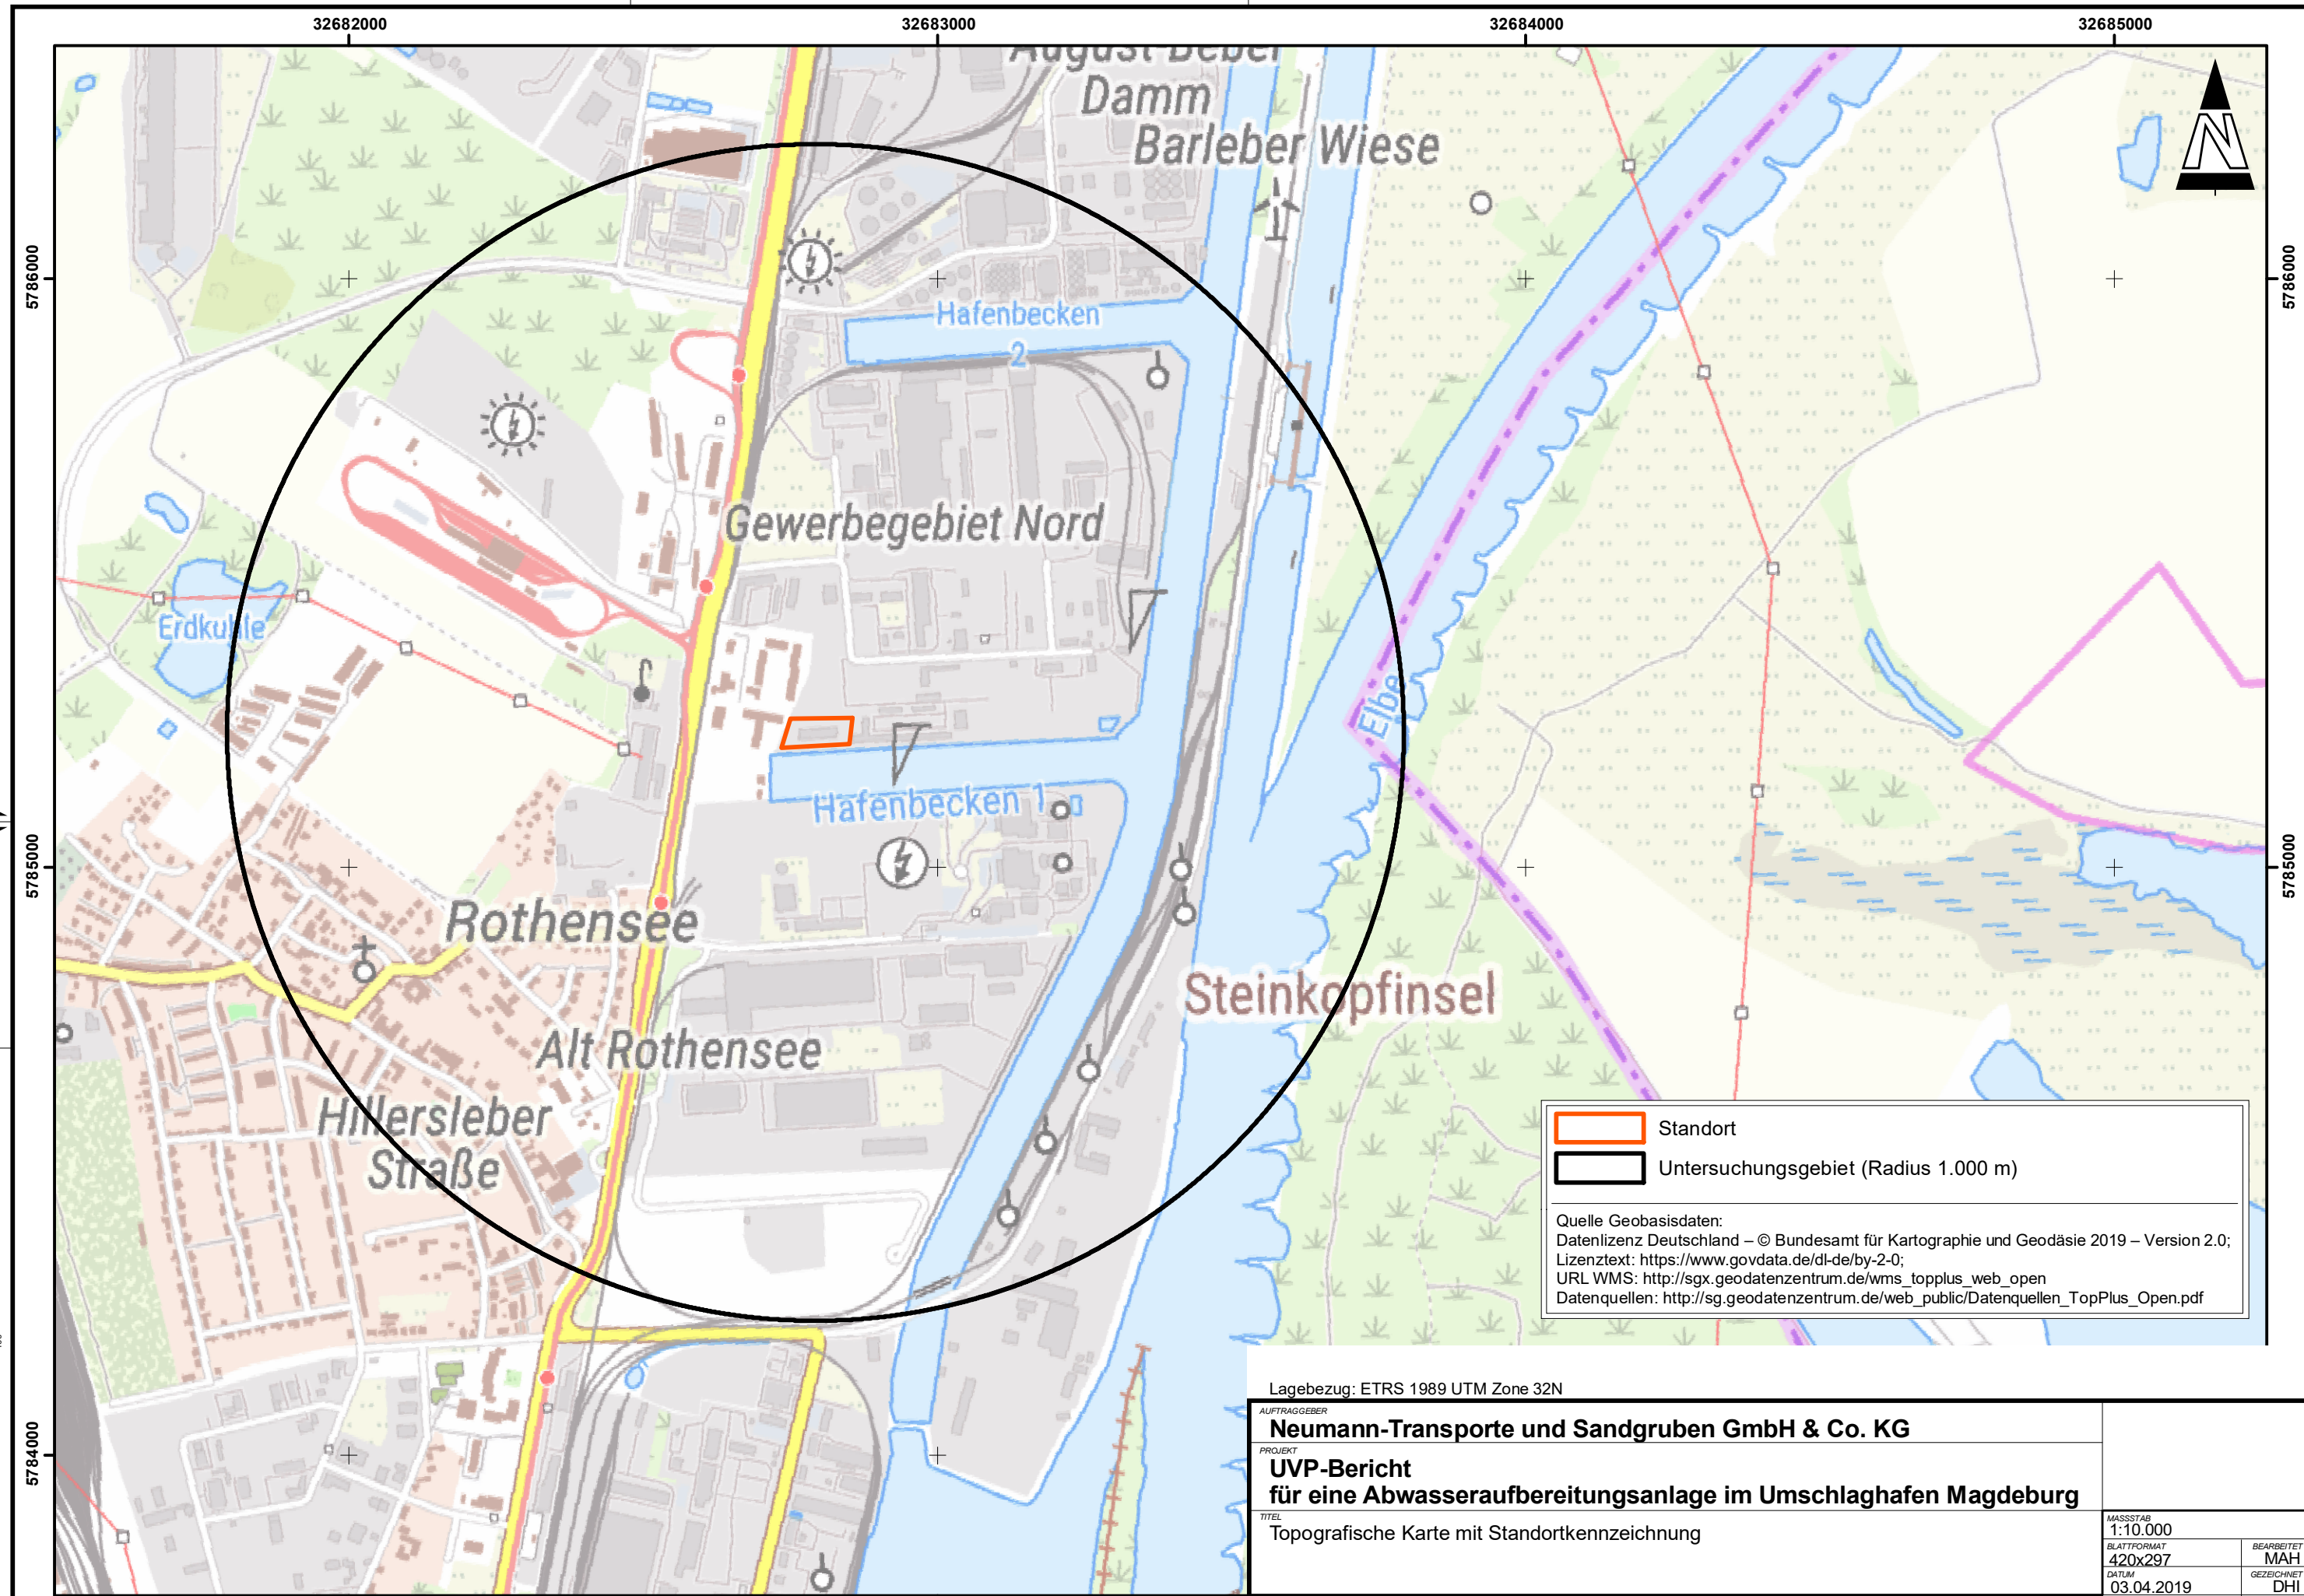 32682000
32683000
32684000
32685000
August-Bebel
Damm
Barleber Wiese
5786000
5786000
Hafenbecken
2
Gewerbegebiet Nord
Erdkuhle
Elbe
Hafenbecken 1
5785000
5785000
Rothensee
Steinkopfinsel
Alt Rothensee
Hillersleber
Straße
Standort
Untersuchungsgebiet (Radius 1.000 m)
Quelle Geobasisdaten:
Datenlizenz Deutschland – © Bundesamt für Kartographie und Geodäsie 2019 – Version 2.0;
Lizenztext: https://www.govdata.de/dl-de/by-2-0;
URL WMS: http://sgx.geodatenzentrum.de/wms_topplus_web_open
Datenquellen: http://sg.geodatenzentrum.de/web_public/Datenquellen_TopPlus_Open.pdf
5784000
Lagebezug: ETRS 1989 UTM Zone 32N
AUFTRAGGEBER
Neumann-Transporte und Sandgruben GmbH & Co. KG
PROJEKT
UVP-Bericht
für eine Abwasseraufbereitungsanlage im Umschlaghafen Magdeburg
TITEL
Topografische Karte mit Standortkennzeichnung
MASSSTAB
1:10.000
BLATTFORMAT
420x297
BEARBEITET
MAH
DATUM
03.04.2019
GEZEICHNET
DHI
N